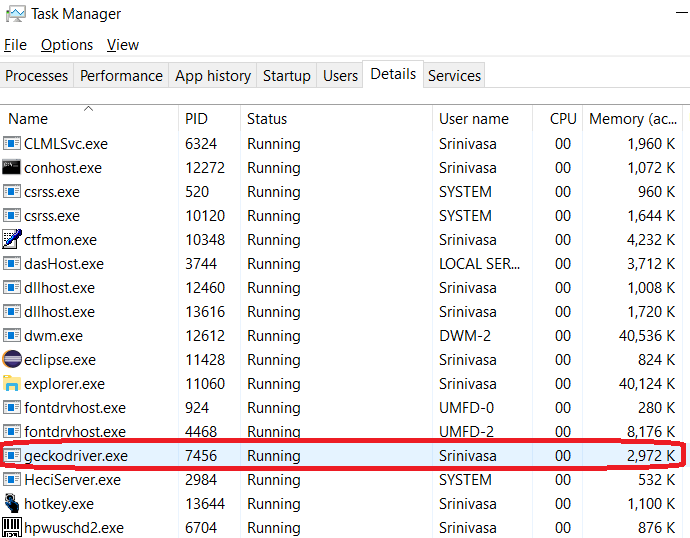 Task Manager
File Options View
Processes Performance App history Startup Users Details Services
Name PID Status User name CPU Memory (ac...
CLMLSvc.exe 6324 Running Srinivasa 00 1,960 K
conhost.exe 12272 Running Srinivasa 00 1,072 K
csrss.exe 520 Running SYSTEM 00 960 K
csrss.exe 10120 Running SYSTEM 00 1,644 K
ctfmon.exe 10348 Running Srinivasa 00 4,232 K
dasHost.exe 3744 Running LOCAL SER... 00 3,712 K
dllhost.exe 12460 Running Srinivasa 00 1,008 K
dllhost.exe 13616 Running Srinivasa 00 1,720 K
dwm.exe 12612 Running DWM-2 00 40,536 K
eclipse.exe 11428 Running Srinivasa 00 824 K
explorer.exe 11060 Running Srinivasa 00 40,124 K
fontdrvhost.exe 924 Running UMFD-0 00 280 K
fontdrvhost.exe 4468 Running UMFD-2 00 8,176 K
geckodriver.exe 7456 Running Srinivasa 00 2,972 K
HeciServer.exe 2984 Running SYSTEM 00 532 K
hotkey.exe 13644 Running Srinivasa 00 1,100 K
hpwuschd2.exe 6704 Running Srinivasa 00 876 K